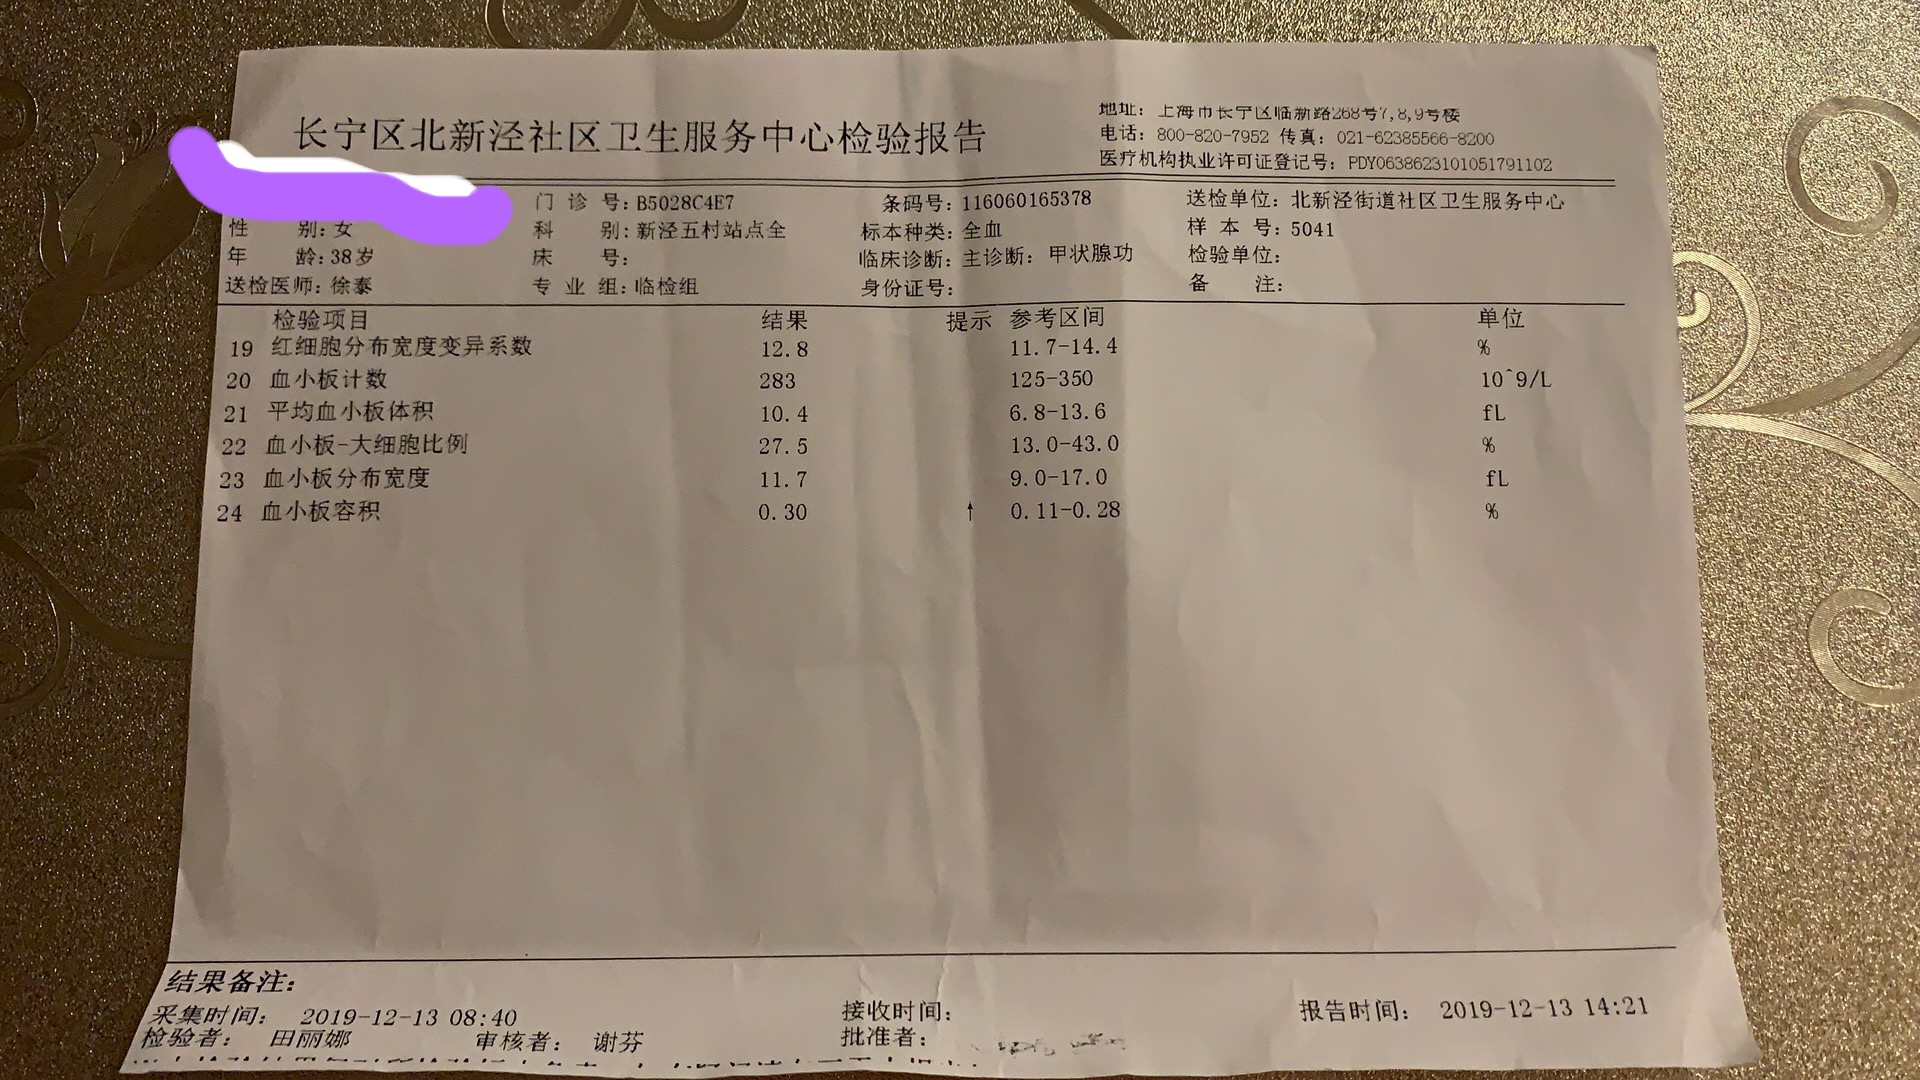 长宁区北新泾社区卫生服务中心检验报告
地址: 上海市长宁区临新路268号7,8,9号楼
电话: 800-820-7952 传真: 021-62385566-8200
医疗机构执业许可证登记号: PDY06386231010517911​02
门 诊 号: B5028C4E7 条码号: 116060165378 送检单位: 北新泾街道社区卫生服务中心
性 别: 女 科 别: 新泾五村站点全 标本种类: 全血 样 本 号: 5041
年 龄: 38岁 床 号: 临床诊断: 主诊断: 甲状腺功 检验单位:
送检医师: 徐泰 专 业 组: 临检组 身份证号: 备 注:
检验项目 结果 提示 参考区间 单位
19 红细胞分布宽度变异系数 12.8 11.7-14.4 %
20 血小板计数 283 125-350 10^9/L
21 平均血小板体积 10.4 6.8-13.6 fL
22 血小板-大细胞比例 27.5 13.0-43.0 %
23 血小板分布宽度 11.7 9.0-17.0 fL
24 血小板容积 0.30 ↑ 0.11-0.28 %
结果备注:
采集时间: 2019-12-13 08:40 接收时间: 报告时间: 2019-12-13 14:21
检验者: 田丽娜 审核者: 谢芬 批准者: